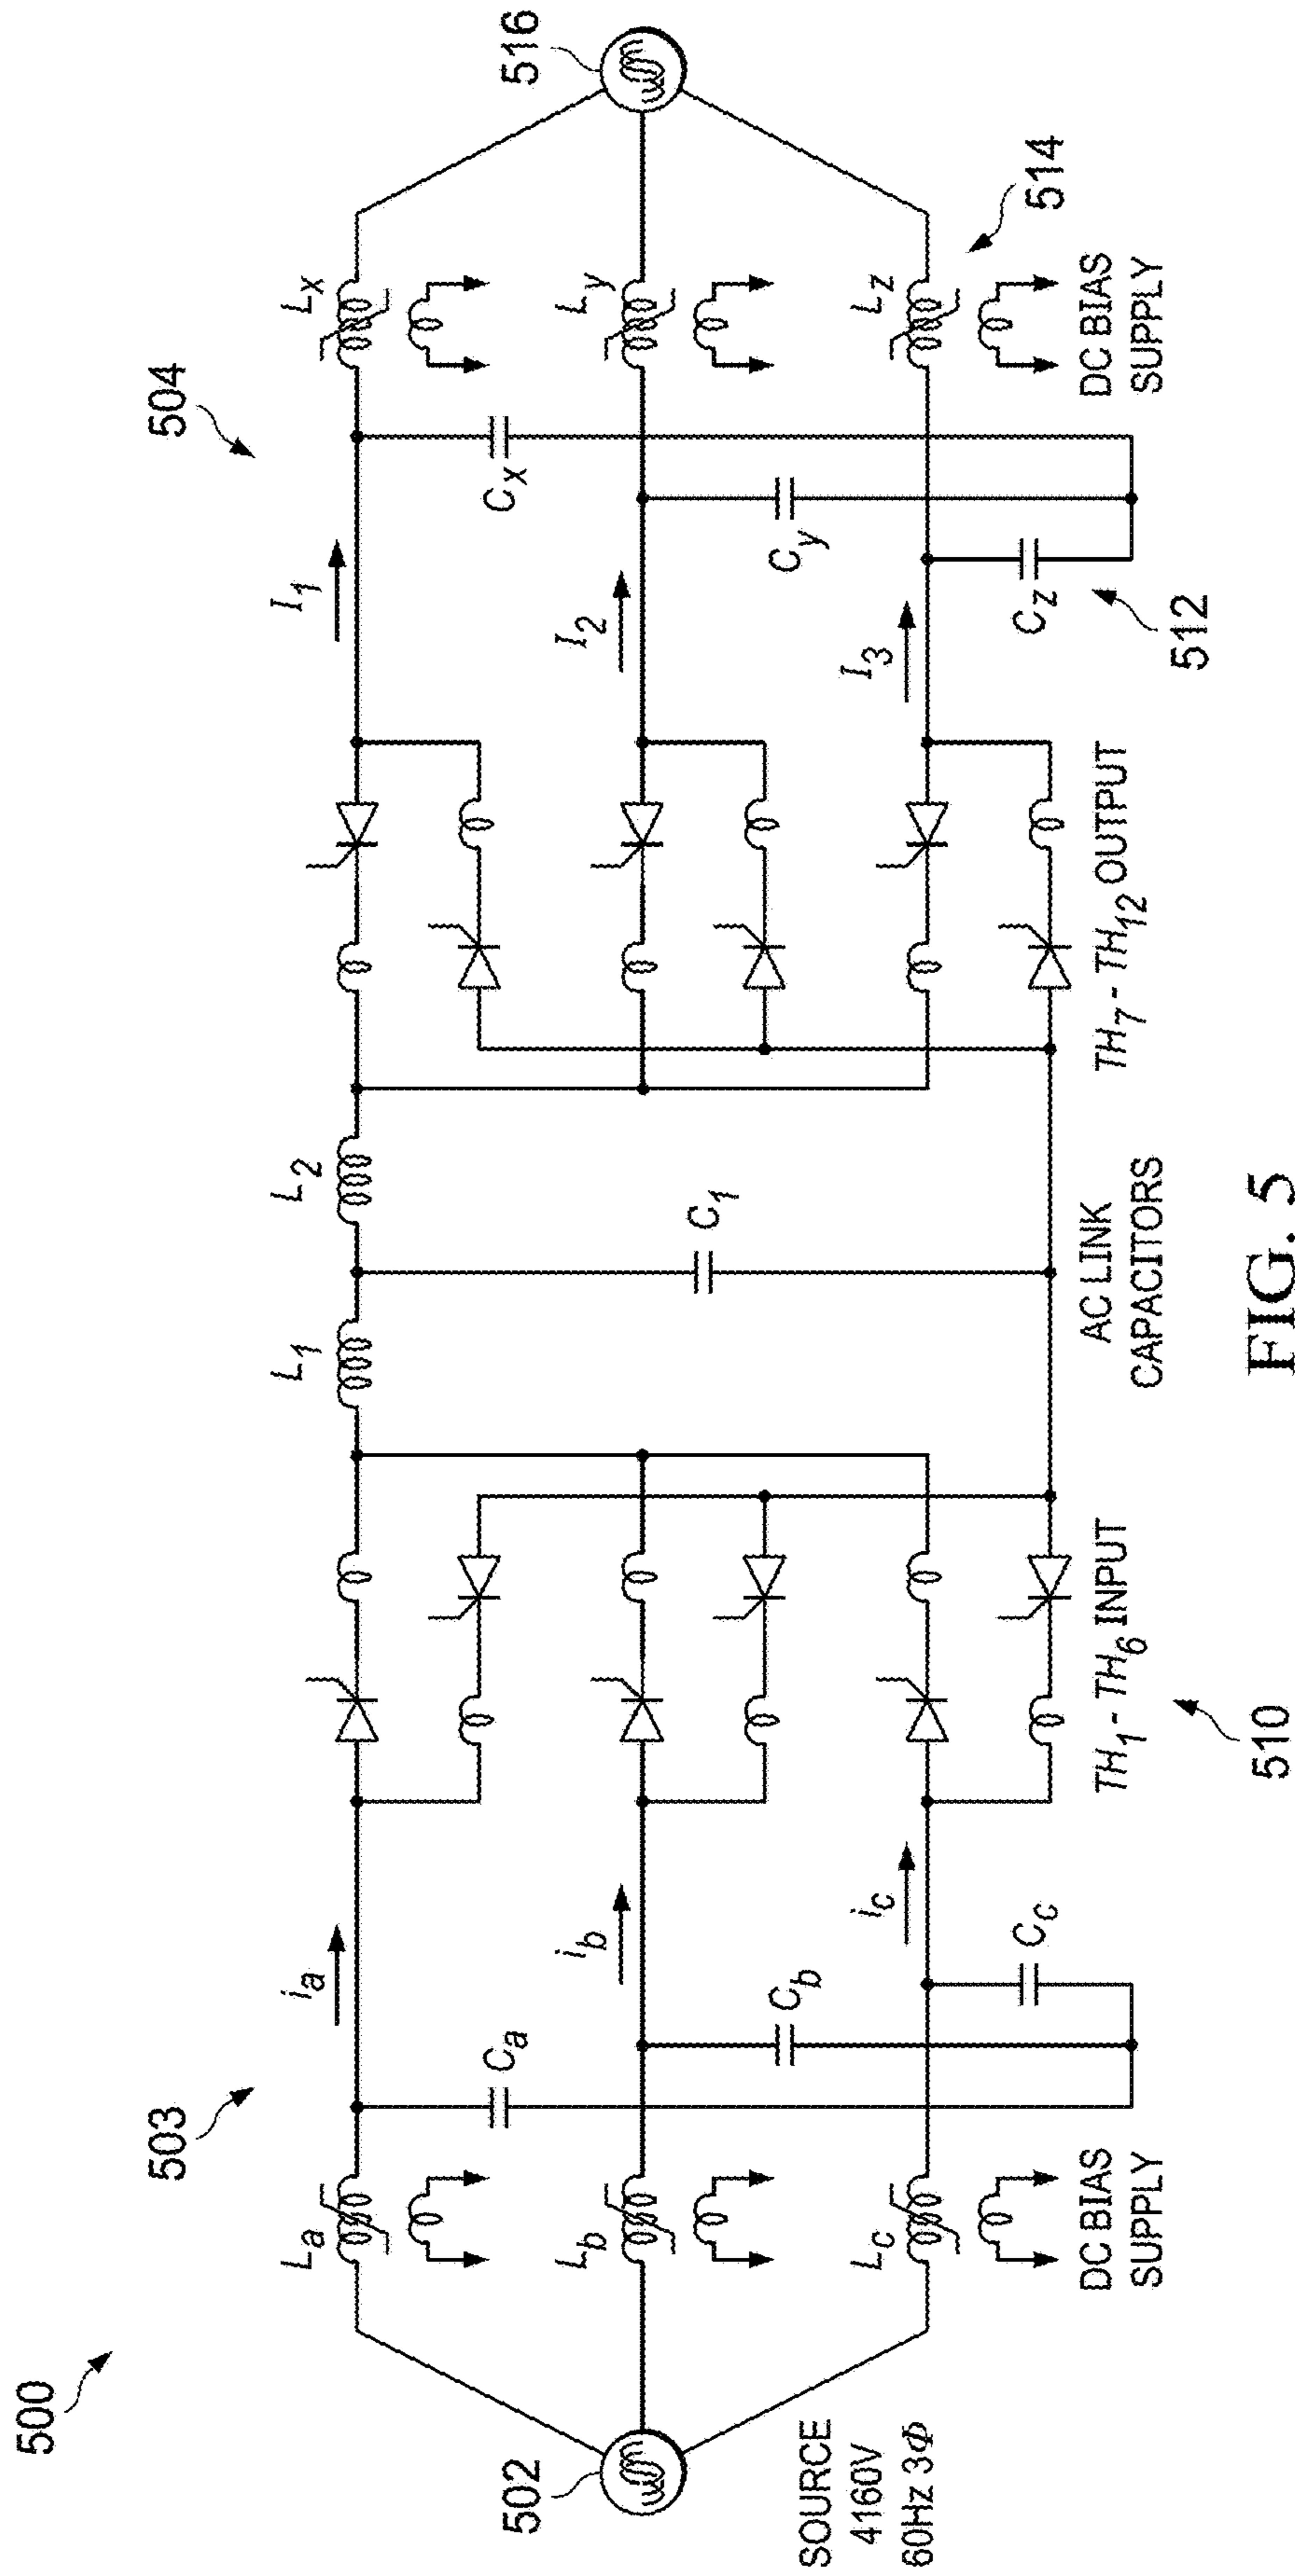 500
503
504
L_a
i_a
L_1
L_2
I_1
L_x
C_a
C_x
516
502
L_b
i_b
C_1
I_2
L_y
C_b
C_y
SOURCE
4160V
60Hz 3Φ
L_c
i_c
I_3
L_z
C_c
C_z
514
DC BIAS
SUPPLY
TH_1 - TH_6 INPUT
AC LINK
CAPACITORS
TH_7 - TH_12 OUTPUT
DC BIAS
SUPPLY
510
512
FIG. 5